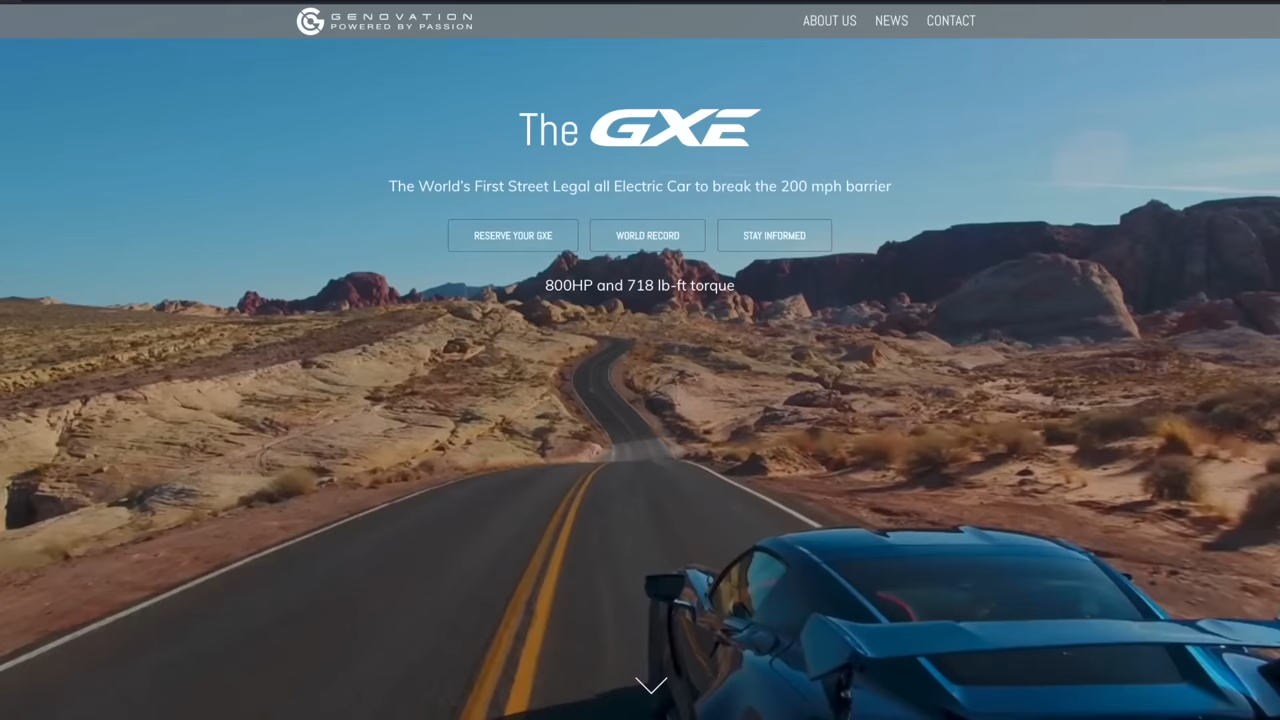 GENOVATION
POWERED BY PASSION
ABOUT US NEWS CONTACT
The GXE
The World's First Street Legal all Electric Car to break the 200 mph barrier
RESERVE YOUR GXE WORLD RECORD STAY INFORMED
800HP and 718 lb-ft torque